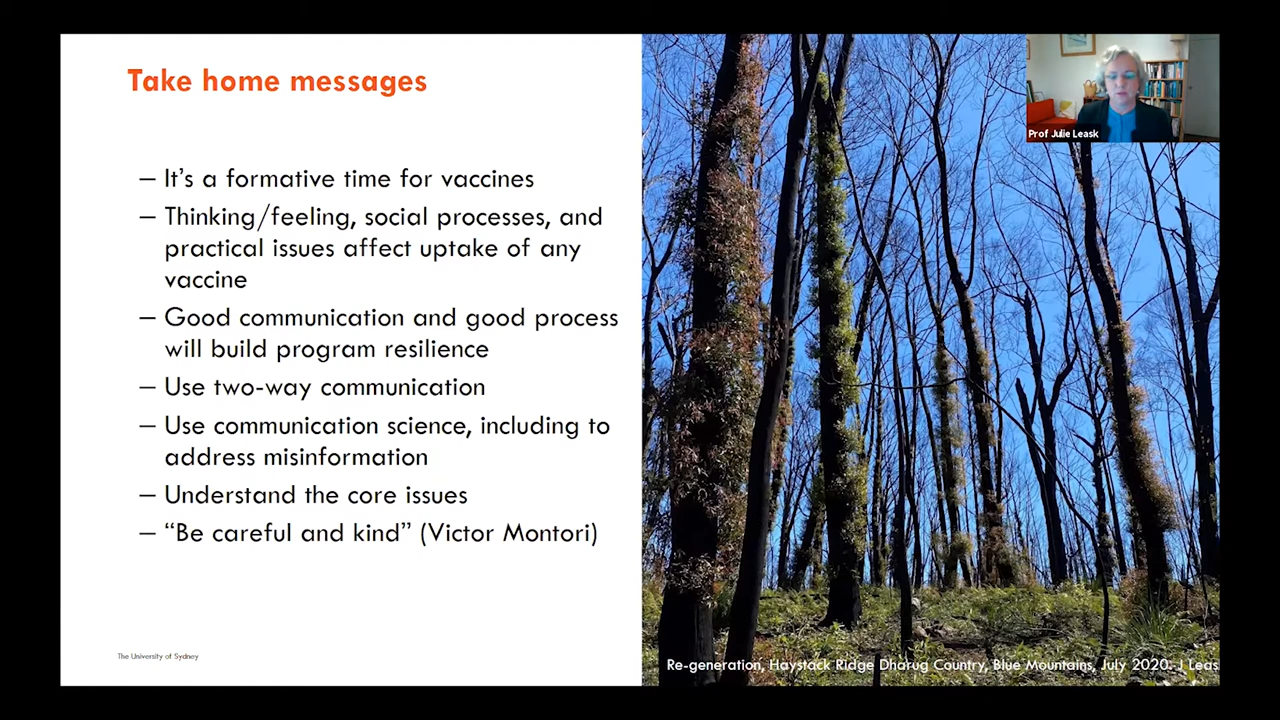 Take home messages
– It’s a formative time for vaccines
– Thinking/feeling, social processes, and
practical issues affect uptake of any
vaccine
– Good communication and good process
will build program resilience
– Use two-way communication
– Use communication science, including to
address misinformation
– Understand the core issues
– “Be careful and kind” (Victor Montori)
The University of Sydney
Prof Julie Leask
Re-generation, Haystack Ridge Dharug Country, Blue Mountains, July 2020. J Leas